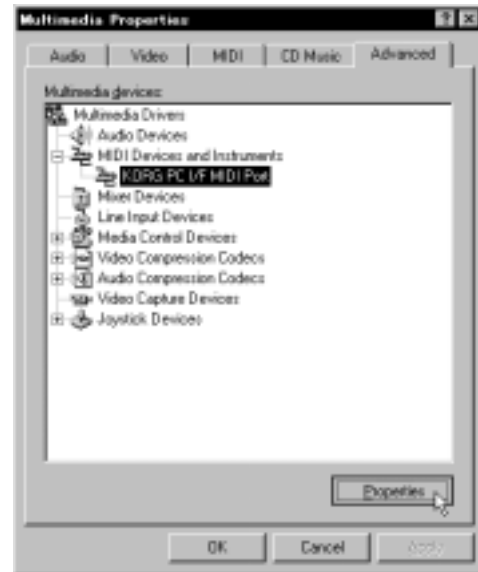 Multimedia Properties
Audio
Video
MIDI
CD Music
Advanced
Multimedia devices:
Multimedia Drivers
Audio Devices
MIDI Devices and Instruments
KORG PC I/F MIDI Port
Mixer Devices
Line Input Devices
Media Control Devices
Video Compression Codecs
Audio Compression Codecs
Video Capture Devices
Joystick Devices
Properties
OK
Cancel
Apply